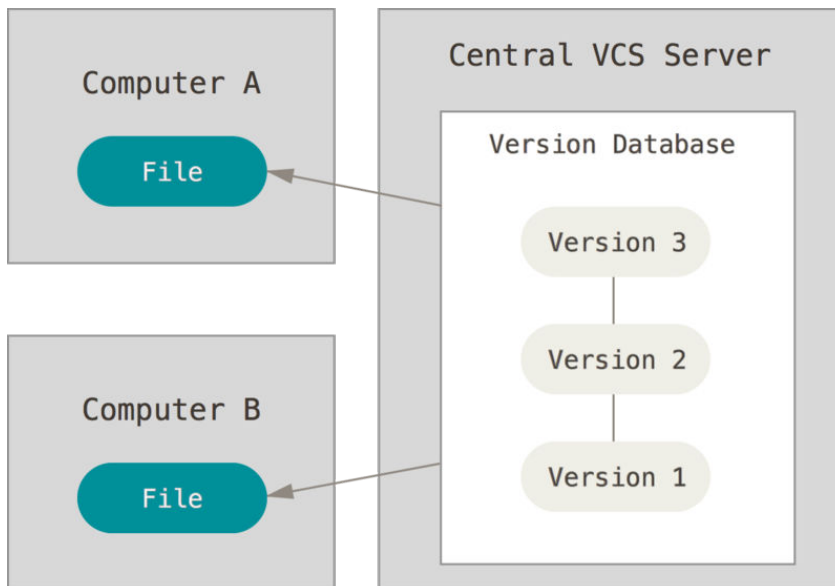 Computer A
File
Computer B
File
Central VCS Server
Version Database
Version 3
Version 2
Version 1